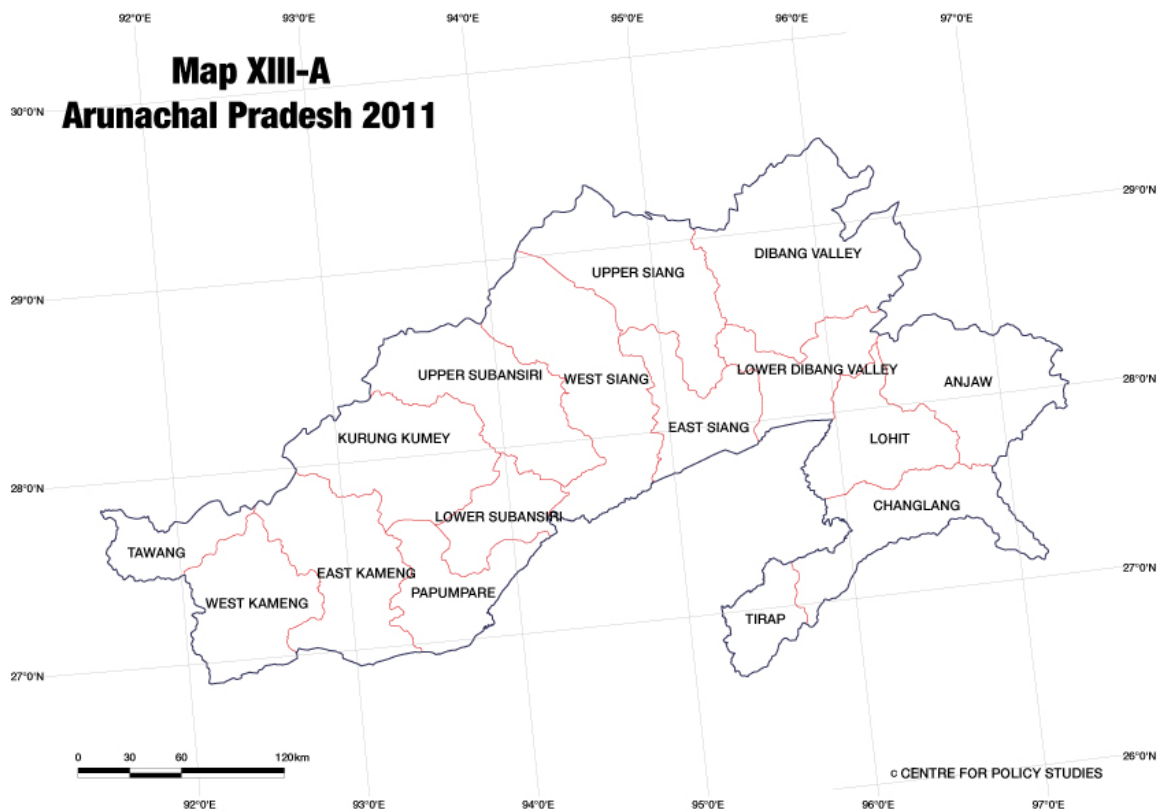 92°0'E 93°0'E 94°0'E 95°0'E 96°0'E 97°0'E
Map XIII-A
Arunachal Pradesh 2011
30°0'N
29°0'N
DIBANG VALLEY
UPPER SIANG
29°0'N
LOWER DIBANG VALLEY
UPPER SUBANSIRI
WEST SIANG
ANJAW
28°0'N
EAST SIANG
KURUNG KUMEY
LOHIT
28°0'N
CHANGLANG
LOWER SUBANSIRI
TAWANG
27°0'N
EAST KAMENG
PAPUMPARE
WEST KAMENG
TIRAP
27°0'N
26°0'N
0 30 60 120km
c CENTRE FOR POLICY STUDIES
92°0'E 93°0'E 94°0'E 95°0'E 96°0'E 97°0'E